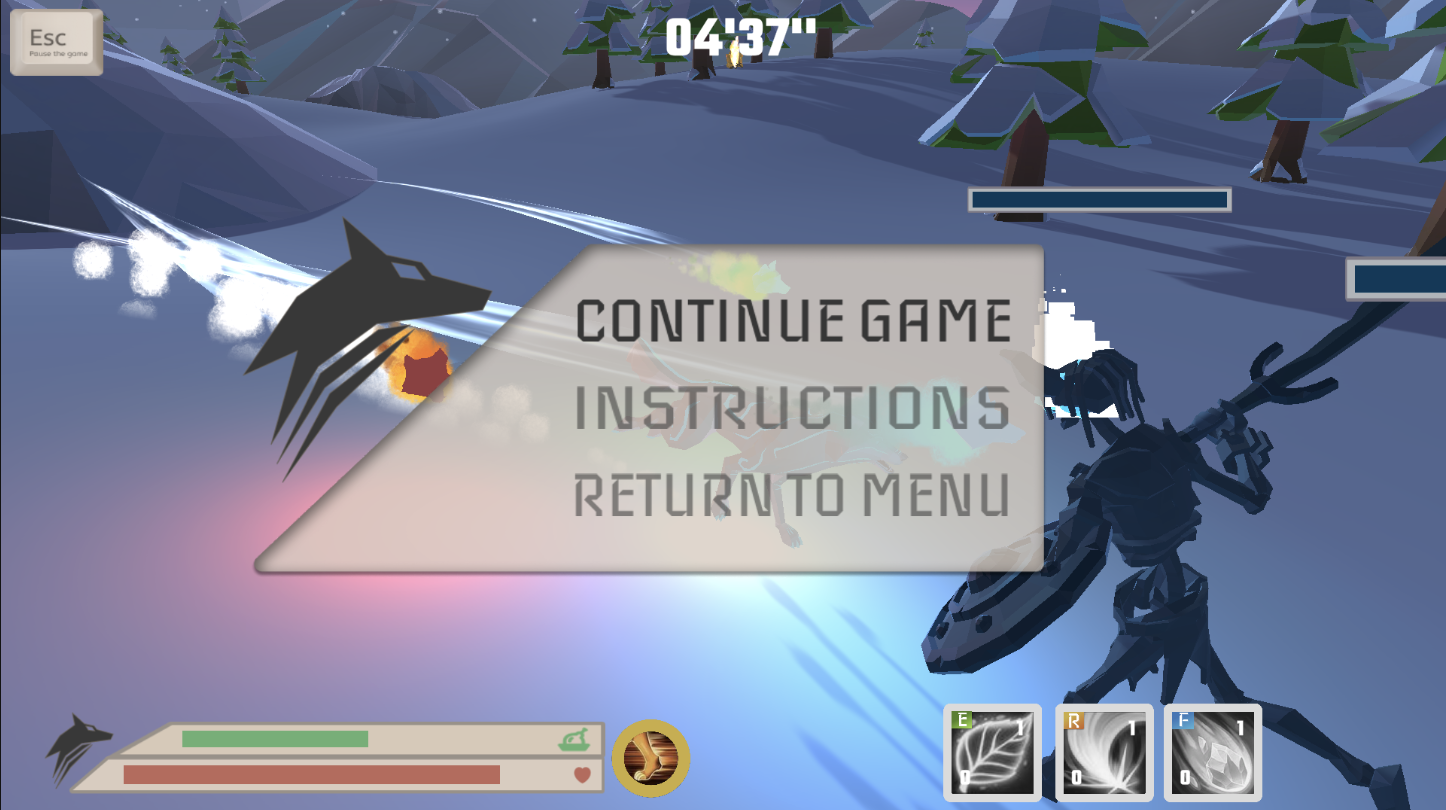 Esc
Pause the game
04'37"
CONTINUE GAME
INSTRUCTIONS
RETURN TO MENU
E 1
0
R 1
0
F 1
0